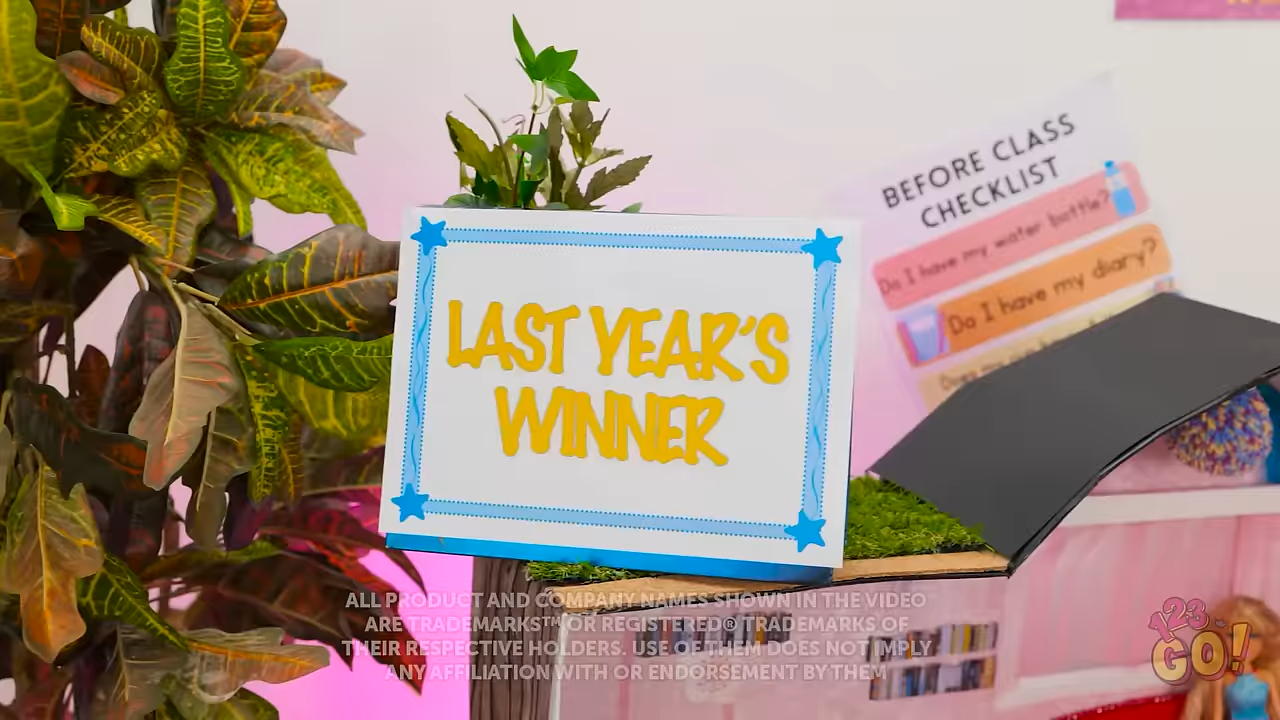 BEFORE CLASS
CHECKLIST
Do I have my water bottle?
Do I have my diary?
LAST YEAR'S
WINNER
ALL PRODUCT AND COMPANY NAMES SHOWN IN THE VIDEO
ARE TRADEMARKS™ OR REGISTERED® TRADEMARKS OF
THEIR RESPECTIVE HOLDERS. USE OF THEM DOES NOT IMPLY
ANY AFFILIATION WITH OR ENDORSEMENT BY THEM
123
GO!